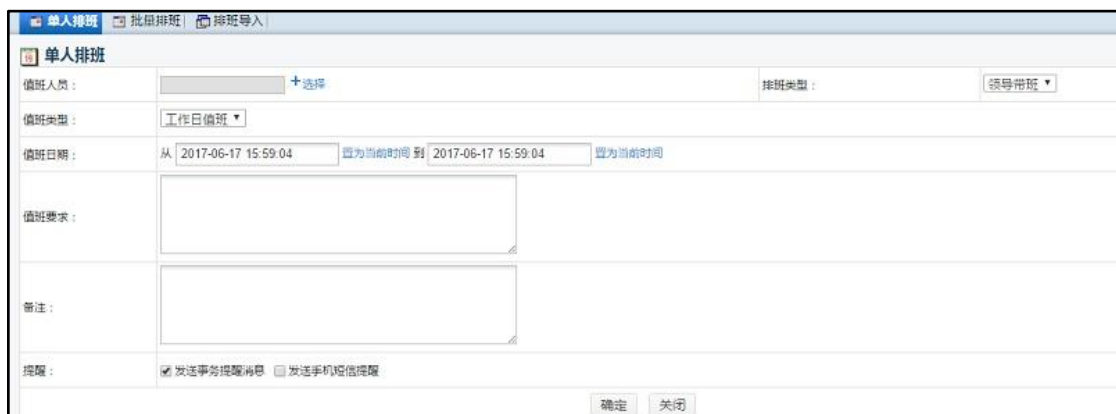 单人排班 批量排班 排班导入
19 单人排班
值班人员： +选择 排班类型： 领导带班
值班类型： 工作日值班
值班日期： 从 2017-06-17 15:59:04 置为当前时间 到 2017-06-17 15:59:04 置为当前时间
值班要求：
备注：
提醒： 发送事务提醒消息 发送手机短信提醒
确定 关闭